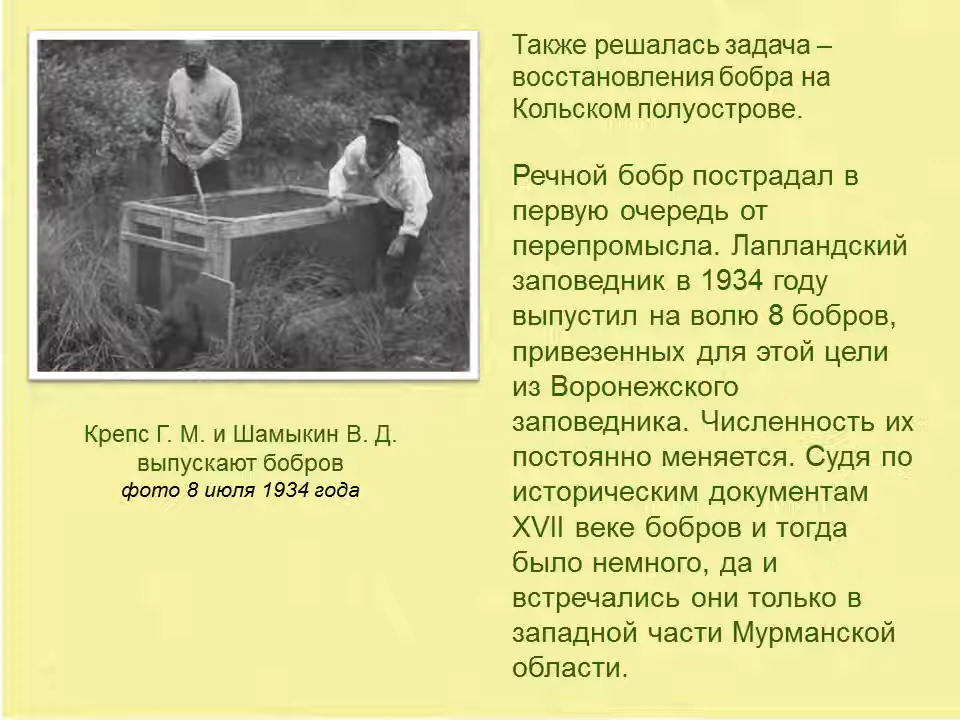 Также решалась задача –
восстановления бобра на
Кольском полуострове.
Речной бобр пострадал в
первую очередь от
перепромысла. Лапландский
заповедник в 1934 году
выпустил на волю 8 бобров,
привезенных для этой цели
из Воронежского
заповедника. Численность их
постоянно меняется. Судя по
историческим документам
XVII веке бобров и тогда
было немного, да и
встречались они только в
западной части Мурманской
области.
Крепс Г. М. и Шамыкин В. Д.
выпускают бобров
фото 8 июля 1934 года